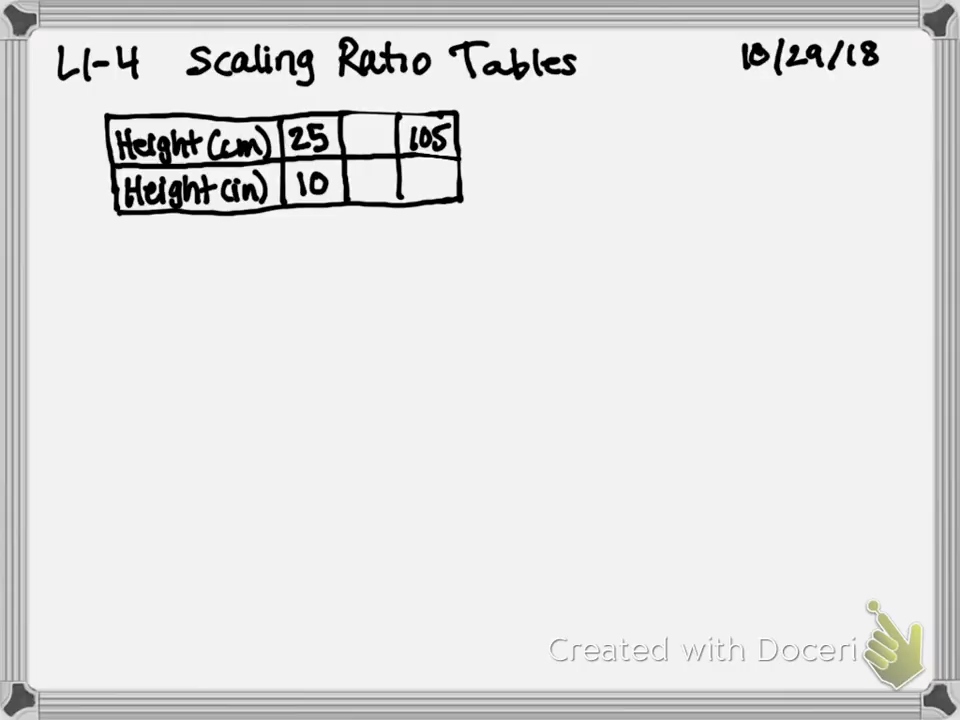 L1-4 Scaling Ratio Tables 10/29/18
Height (cm) 25 105
Height (in) 10
Created with Doceri